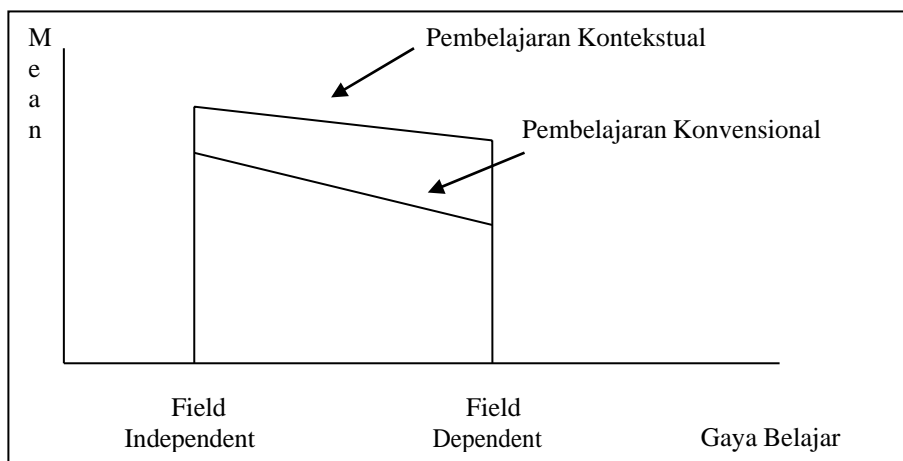 M
e
a
n
Pembelajaran Kontekstual
Pembelajaran Konvensional
Field
Independent
Field
Dependent
Gaya Belajar